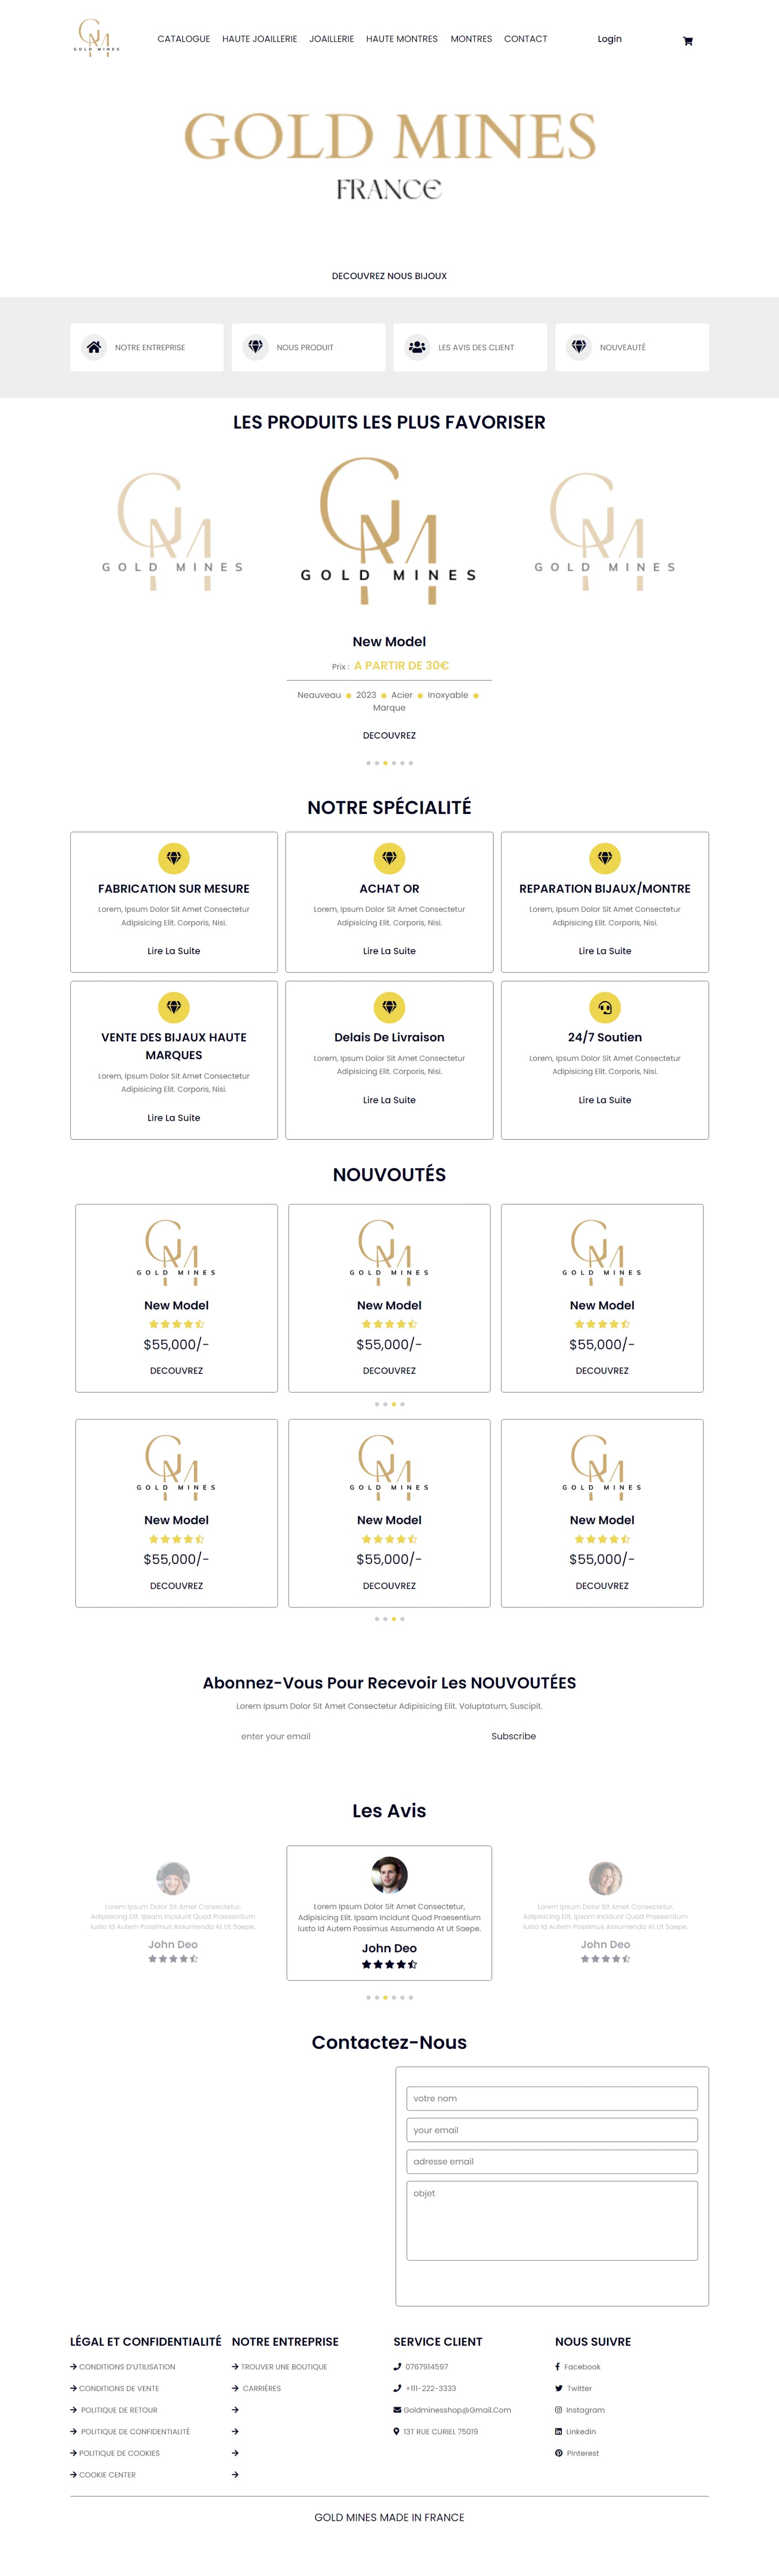 GOLD MINES
CATALOGUE HAUTE JOAILLERIE JOAILLERIE HAUTE MONTRES MONTRES CONTACT Login
GOLD MINES
FRANCE
DECOUVREZ NOUS BIJOUX
NOTRE ENTREPRISE NOUS PRODUIT LES AVIS DES CLIENT NOUVEAUTÉ
LES PRODUITS LES PLUS FAVORISER
GOLD MINES GOLD MINES GOLD MINES
New Model
Prix : A PARTIR DE 30€
Neauveau 2023 Acier Inoxyable
Marque
DECOUVREZ
NOTRE SPÉCIALITÉ
FABRICATION SUR MESURE
Lorem, Ipsum Dolor Sit Amet Consectetur
Adipisicing Elit. Corporis, Nisi.
Lire La Suite
ACHAT OR
Lorem, Ipsum Dolor Sit Amet Consectetur
Adipisicing Elit. Corporis, Nisi.
Lire La Suite
REPARATION BIJAUX/MONTRE
Lorem, Ipsum Dolor Sit Amet Consectetur
Adipisicing Elit. Corporis, Nisi.
Lire La Suite
VENTE DES BIJAUX HAUTE
MARQUES
Lorem, Ipsum Dolor Sit Amet Consectetur
Adipisicing Elit. Corporis, Nisi.
Lire La Suite
Delais De Livraison
Lorem, Ipsum Dolor Sit Amet Consectetur
Adipisicing Elit. Corporis, Nisi.
Lire La Suite
24/7 Soutien
Lorem, Ipsum Dolor Sit Amet Consectetur
Adipisicing Elit. Corporis, Nisi.
Lire La Suite
NOUVOUTÉS
GOLD MINES
New Model
$55,000/-
DECOUVREZ
GOLD MINES
New Model
$55,000/-
DECOUVREZ
GOLD MINES
New Model
$55,000/-
DECOUVREZ
GOLD MINES
New Model
$55,000/-
DECOUVREZ
GOLD MINES
New Model
$55,000/-
DECOUVREZ
GOLD MINES
New Model
$55,000/-
DECOUVREZ
Abonnez-Vous Pour Recevoir Les NOUVOUTÉES
Lorem Ipsum Dolor Sit Amet Consectetur Adipisicing Elit. Voluptatum, Suscipit.
enter your email Subscribe
Les Avis
Lorem Ipsum Dolor Sit Amet Consectetur,
Adipisicing Elit. Ipsam Incidunt Quod Praesentium
Iusto Id Autem Possimus Assumenda At Ut Saepe.
John Deo
Lorem Ipsum Dolor Sit Amet Consectetur,
Adipisicing Elit. Ipsam Incidunt Quod Praesentium
Iusto Id Autem Possimus Assumenda At Ut Saepe.
John Deo
Lorem Ipsum Dolor Sit Amet Consectetur,
Adipisicing Elit. Ipsam Incidunt Quod Praesentium
Iusto Id Autem Possimus Assumenda At Ut Saepe.
John Deo
Contactez-Nous
votre nom
your email
adresse email
objet
LÉGAL ET CONFIDENTIALITÉ
CONDITIONS D'UTILISATION
CONDITIONS DE VENTE
POLITIQUE DE RETOUR
POLITIQUE DE CONFIDENTIALITÉ
POLITIQUE DE COOKIES
COOKIE CENTER
NOTRE ENTREPRISE
TROUVER UNE BOUTIQUE
CARRIÈRES
SERVICE CLIENT
0767914597
+111-222-3333
Goldminesshop@Gmail.Com
13T RUE CURIEL 75019
NOUS SUIVRE
Facebook
Twitter
Instagram
Linkedin
Pinterest
GOLD MINES MADE IN FRANCE